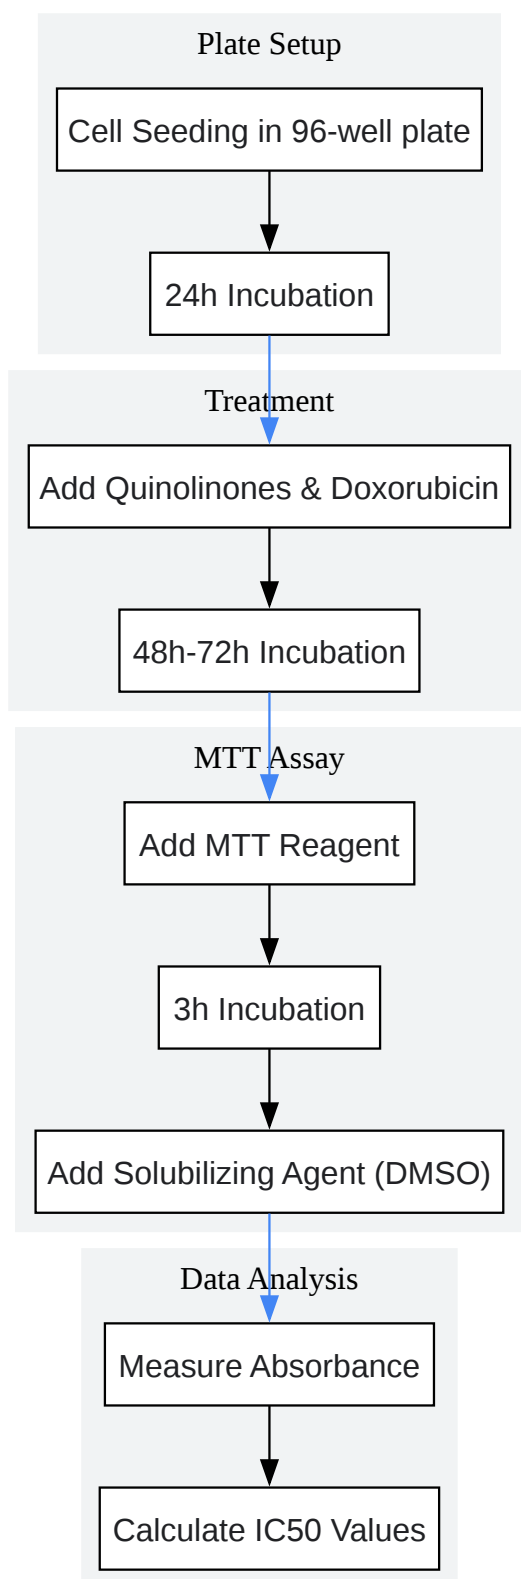 Plate Setup
Cell Seeding in 96-well plate
24h Incubation
Treatment
Add Quinolinones & Doxorubicin
48h-72h Incubation
MTT Assay
Add MTT Reagent
3h Incubation
Add Solubilizing Agent (DMSO)
Data Analysis
Measure Absorbance
Calculate IC50 Values